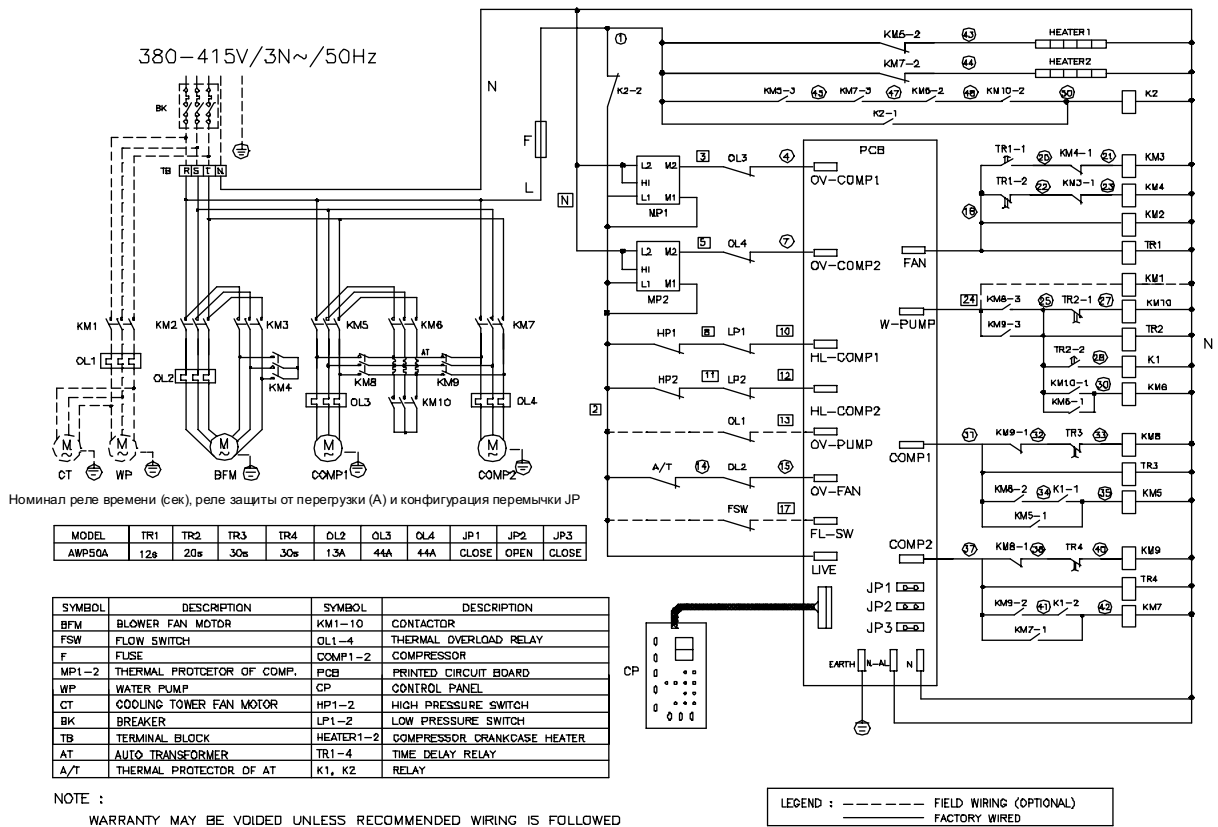 380-415V/3N~/50Hz
BK
TB
R S T N
N
F
L
N
1
K2-2
KM6-2
43
HEATER1
KM7-2
44
HEATER2
KM5-3
45
KM7-3
47
KM6-2
48
KM10-2
50
K2
K2-1
PCB
L2 M2
HI
L1 M1
MP1
3
OL3
4
OV-COMP1
L2 M2
HI
L1 M1
MP2
5
OL4
7
OV-COMP2
FAN
18
TR1-1
20
KM4-1
21
KM3
TR1-2
22
KM3-1
23
KM4
KM2
TR1
KM1
W-PUMP
24
KM8-3
25
TR2-1
27
KM10
KM9-3
TR2
TR2-2
28
K1
KM10-1
30
KM6
KM6-1
N
HP1
8
LP1
10
HL-COMP1
HP2
11
LP2
12
HL-COMP2
2
OL1
13
OV-PUMP
A/T
14
OL2
15
OV-FAN
FSW
17
FL-SW
LIVE
COMP1
31
KM9-1
32
TR3
33
KM8
TR3
KM8-2
34
K1-1
35
KM5
KM5-1
COMP2
37
KM8-1
38
TR4
40
KM9
TR4
KM9-2
41
K1-2
42
KM7
KM7-1
JP1
JP2
JP3
EARTH
N-AL
N
CP
KM1
KM2
KM3
KM5
KM6
KM7
OL1
OL2
KM4
KM8
AT
KM9
OL3
KM10
OL4
M
M
M
M
M
CT
WP
BFM
COMP1
COMP2
Номинал реле времени (сек), реле защиты от перегрузки (А) и конфигурация перемычки JP
MODEL TR1 TR2 TR3 TR4 OL2 OL3 OL4 JP1 JP2 JP3
AWP50A 12s 20s 30s 30s 13A 44A 44A CLOSE OPEN CLOSE
SYMBOL DESCRIPTION SYMBOL DESCRIPTION
BFM BLOWER FAN MOTOR KM1-10 CONTACTOR
FSW FLOW SWITCH OL1-4 THERMAL OVERLOAD RELAY
F FUSE COMP1-2 COMPRESSOR
MP1-2 THERMAL PROTCETOR OF COMP. PCB PRINTED CIRCUIT BOARD
WP WATER PUMP CP CONTROL PANEL
CT COOLING TOWER FAN MOTOR HP1-2 HIGH PRESSURE SWITCH
BK BREAKER LP1-2 LOW PRESSURE SWITCH
TB TERMINAL BLOCK HEATER1-2 COMPRESSOR CRANKCASE HEATER
AT AUTO TRANSFORMER TR1-4 TIME DELAY RELAY
A/T THERMAL PROTECTOR OF AT K1, K2 RELAY
NOTE :
WARRANTY MAY BE VOIDED UNLESS RECOMMENDED WIRING IS FOLLOWED
LEGEND : FIELD WIRING (OPTIONAL)
FACTORY WIRED